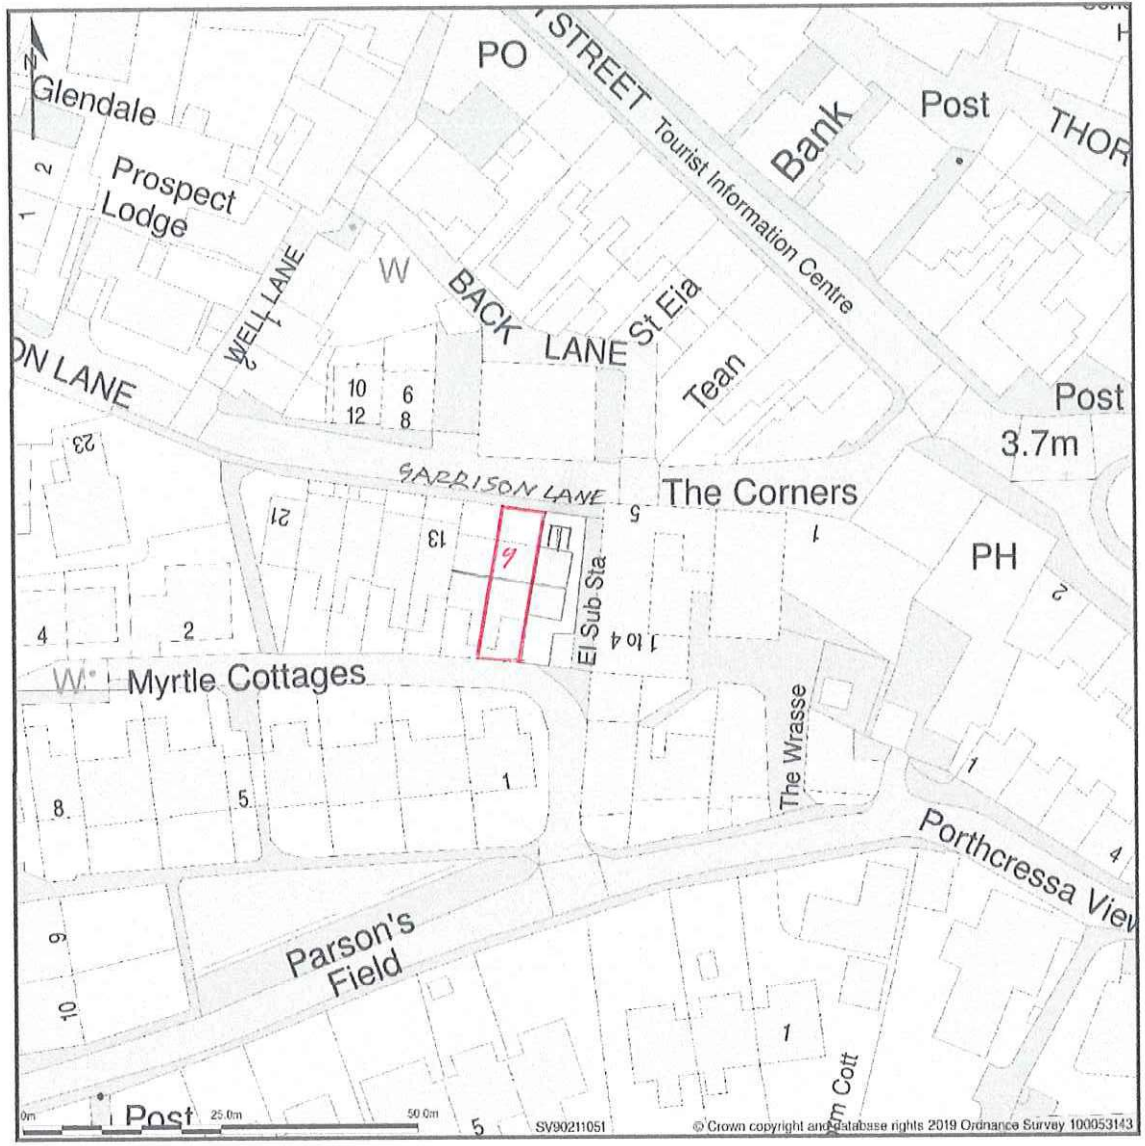 PO
H STREET
Post
THOR
Bank
Tourist Information Centre
N
Glendale
2
1
Prospect
Lodge
WELL LANE
1
2
W
BACK
LANE
St Eia
Tean
Post
3.7m
ON LANE
10
12
6
8
23
GARRISON LANE
The Corners
5
1
21
13
9
El Sub Sta
1 to 4
PH
2
4
2
W
Myrtle Cottages
The Wrasse
1
8
5
1
Porthcressa View
4
Parson's
Field
9
10
1
m Cott
Post
5
0m
25.0m
50.0m
SV90211051
© Crown copyright and database rights 2019 Ordnance Survey 100053143